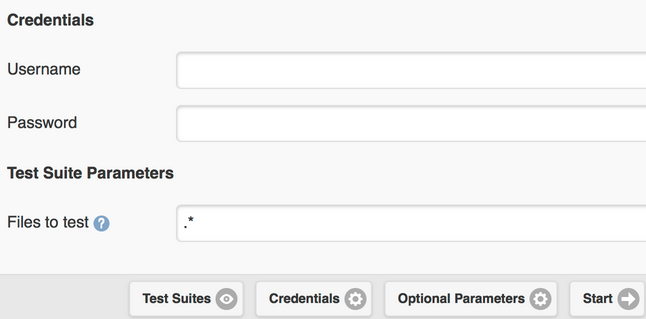 Credentials
Username
Password
Test Suite Parameters
Files to test ?
.*
Test Suites Credentials Optional Parameters Start